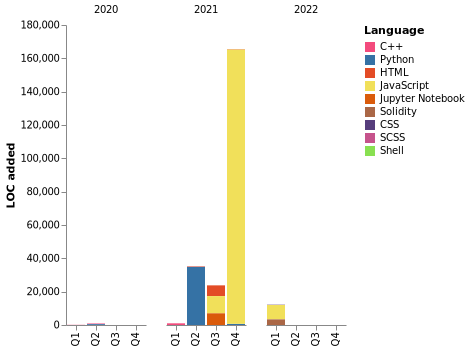 2020 2021 2022
LOC added
180,000
160,000
140,000
120,000
100,000
80,000
60,000
40,000
20,000
0
Q1 Q2 Q3 Q4 Q1 Q2 Q3 Q4 Q1 Q2 Q3 Q4
Language
C++
Python
HTML
JavaScript
Jupyter Notebook
Solidity
CSS
SCSS
Shell